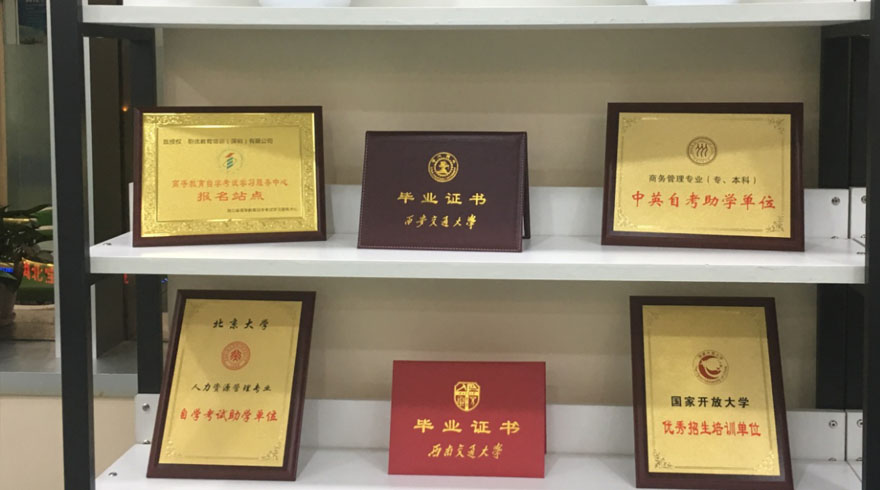 高等教育自学考试学习服务中心
报名站点
毕业证书
西安交通大学
商务管理专业（专、本科）
中英自考助学单位
北京大学
人力资源管理专业
自学考试助学单位
毕业证书
西南交通大学
国家开放大学
优秀招生培训单位